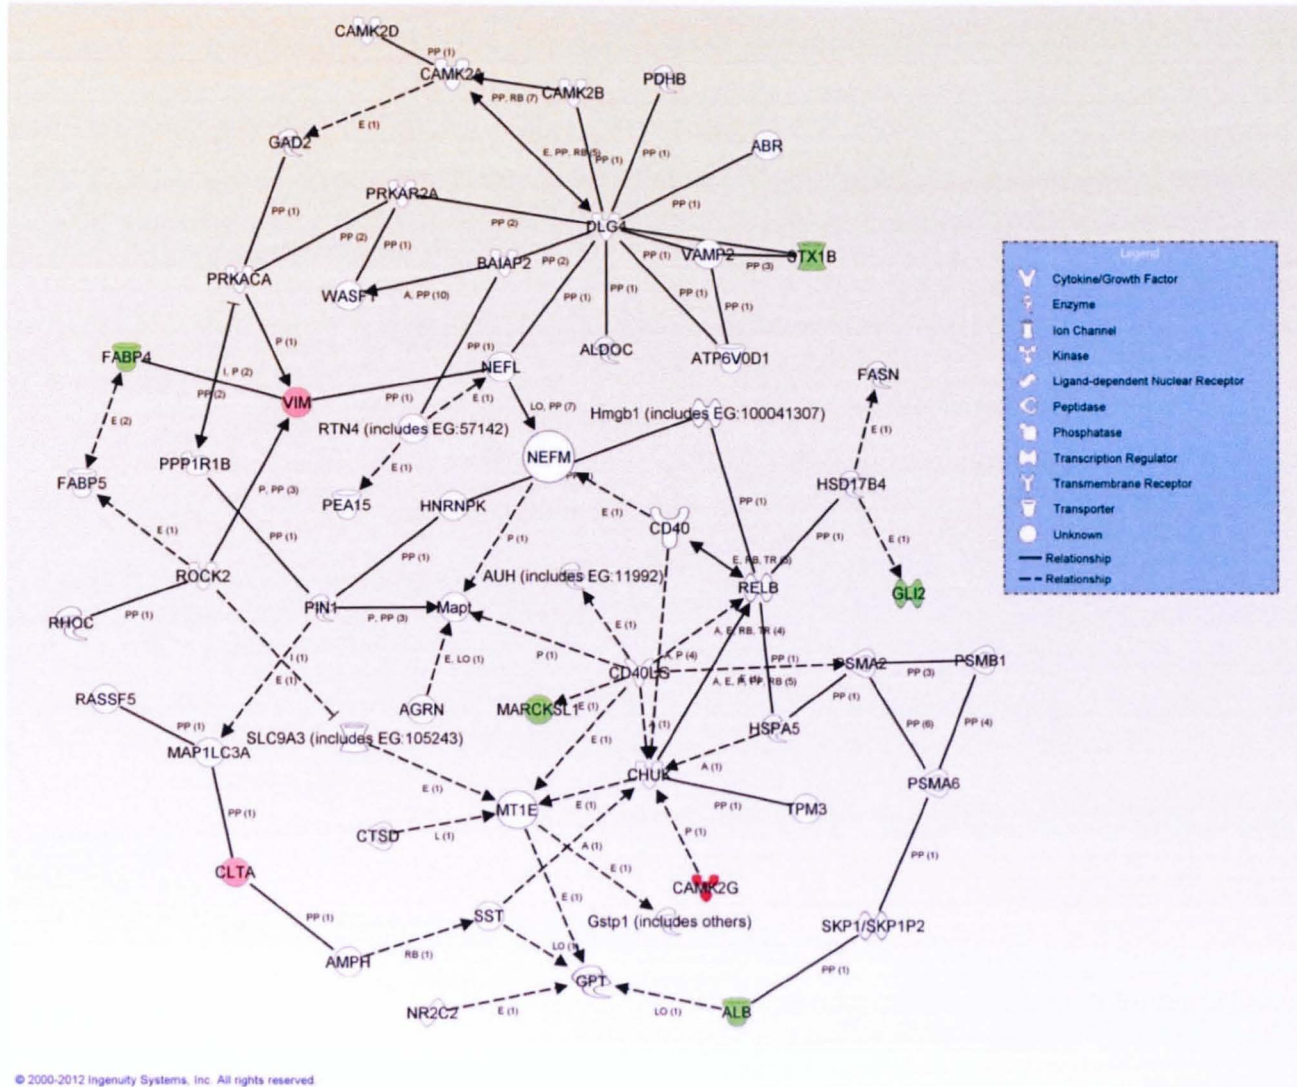 CAMK2D
PP (1)
CAMK2A
PP, RB (7)
CAMK2B
PDHB
E (1)
GAD2
E, PP, RB (5)
PP (1)
PP (1)
ABR
PRKAR2A
PP (1)
PP (1)
PP (2)
DLG4
PP (2)
PP (1)
BAIAP2
PP (2)
PP (1)
VAMP2
PP (3)
STX1B
PRKACA
WASF1
A, PP (10)
PP (1)
PP (1)
PP (1)
PP (1)
P (1)
PP (1)
ALDOC
ATP6V0D1
FABP4
I, P (2)
NEFL
FASN
VIM
PP (2)
PP (1)
E (1)
LO, PP (7)
Hmgb1 (includes EG:100041307)
E (2)
RTN4 (includes EG:57142)
E (1)
NEFM
PPP1R1B
E (1)
FABP5
P, PP (3)
PEA15
HNRNPK
HSD17B4
PP (1)
E (1)
CD40
E (1)
PP (1)
P (1)
PP (1)
E (1)
PP (1)
E, RB, TR (5)
ROCK2
AUH (includes EG:11992)
RELB
GLI2
RHOC
PP (1)
PIN1
P, PP (3)
Mapt
E (1)
A, E, RB, TR (4)
I (1)
E (1)
E, LO (1)
P (1)
A, P (4)
CD40LG
PP (1)
PSMA2
PP (3)
PSMB1
RASSF5
AGRN
MARCKSL1
E (1)
PP (1)
PP (1)
MAP1LC3A
SLC9A3 (includes EG:105243)
E (1)
HSPA5
PP (6)
PP (4)
CHUK
A (1)
PSMA6
E (1)
MT1E
E (1)
PP (1)
TPM3
PP (1)
CTSD
L (1)
A (1)
P (1)
PP (1)
CLTA
E (1)
CAMK2G
PP (1)
SST
E (1)
Gstp1 (includes others)
SKP1/SKP1P2
AMPH
RB (1)
GPT
PP (1)
NR2C2
E (1)
LO (1)
ALB
Legend
Cytokine/Growth Factor
Enzyme
Ion Channel
Kinase
Ligand-dependent Nuclear Receptor
Peptidase
Phosphatase
Transcription Regulator
Transmembrane Receptor
Transporter
Unknown
Relationship
Relationship
© 2000-2012 Ingenuity Systems, Inc. All rights reserved.